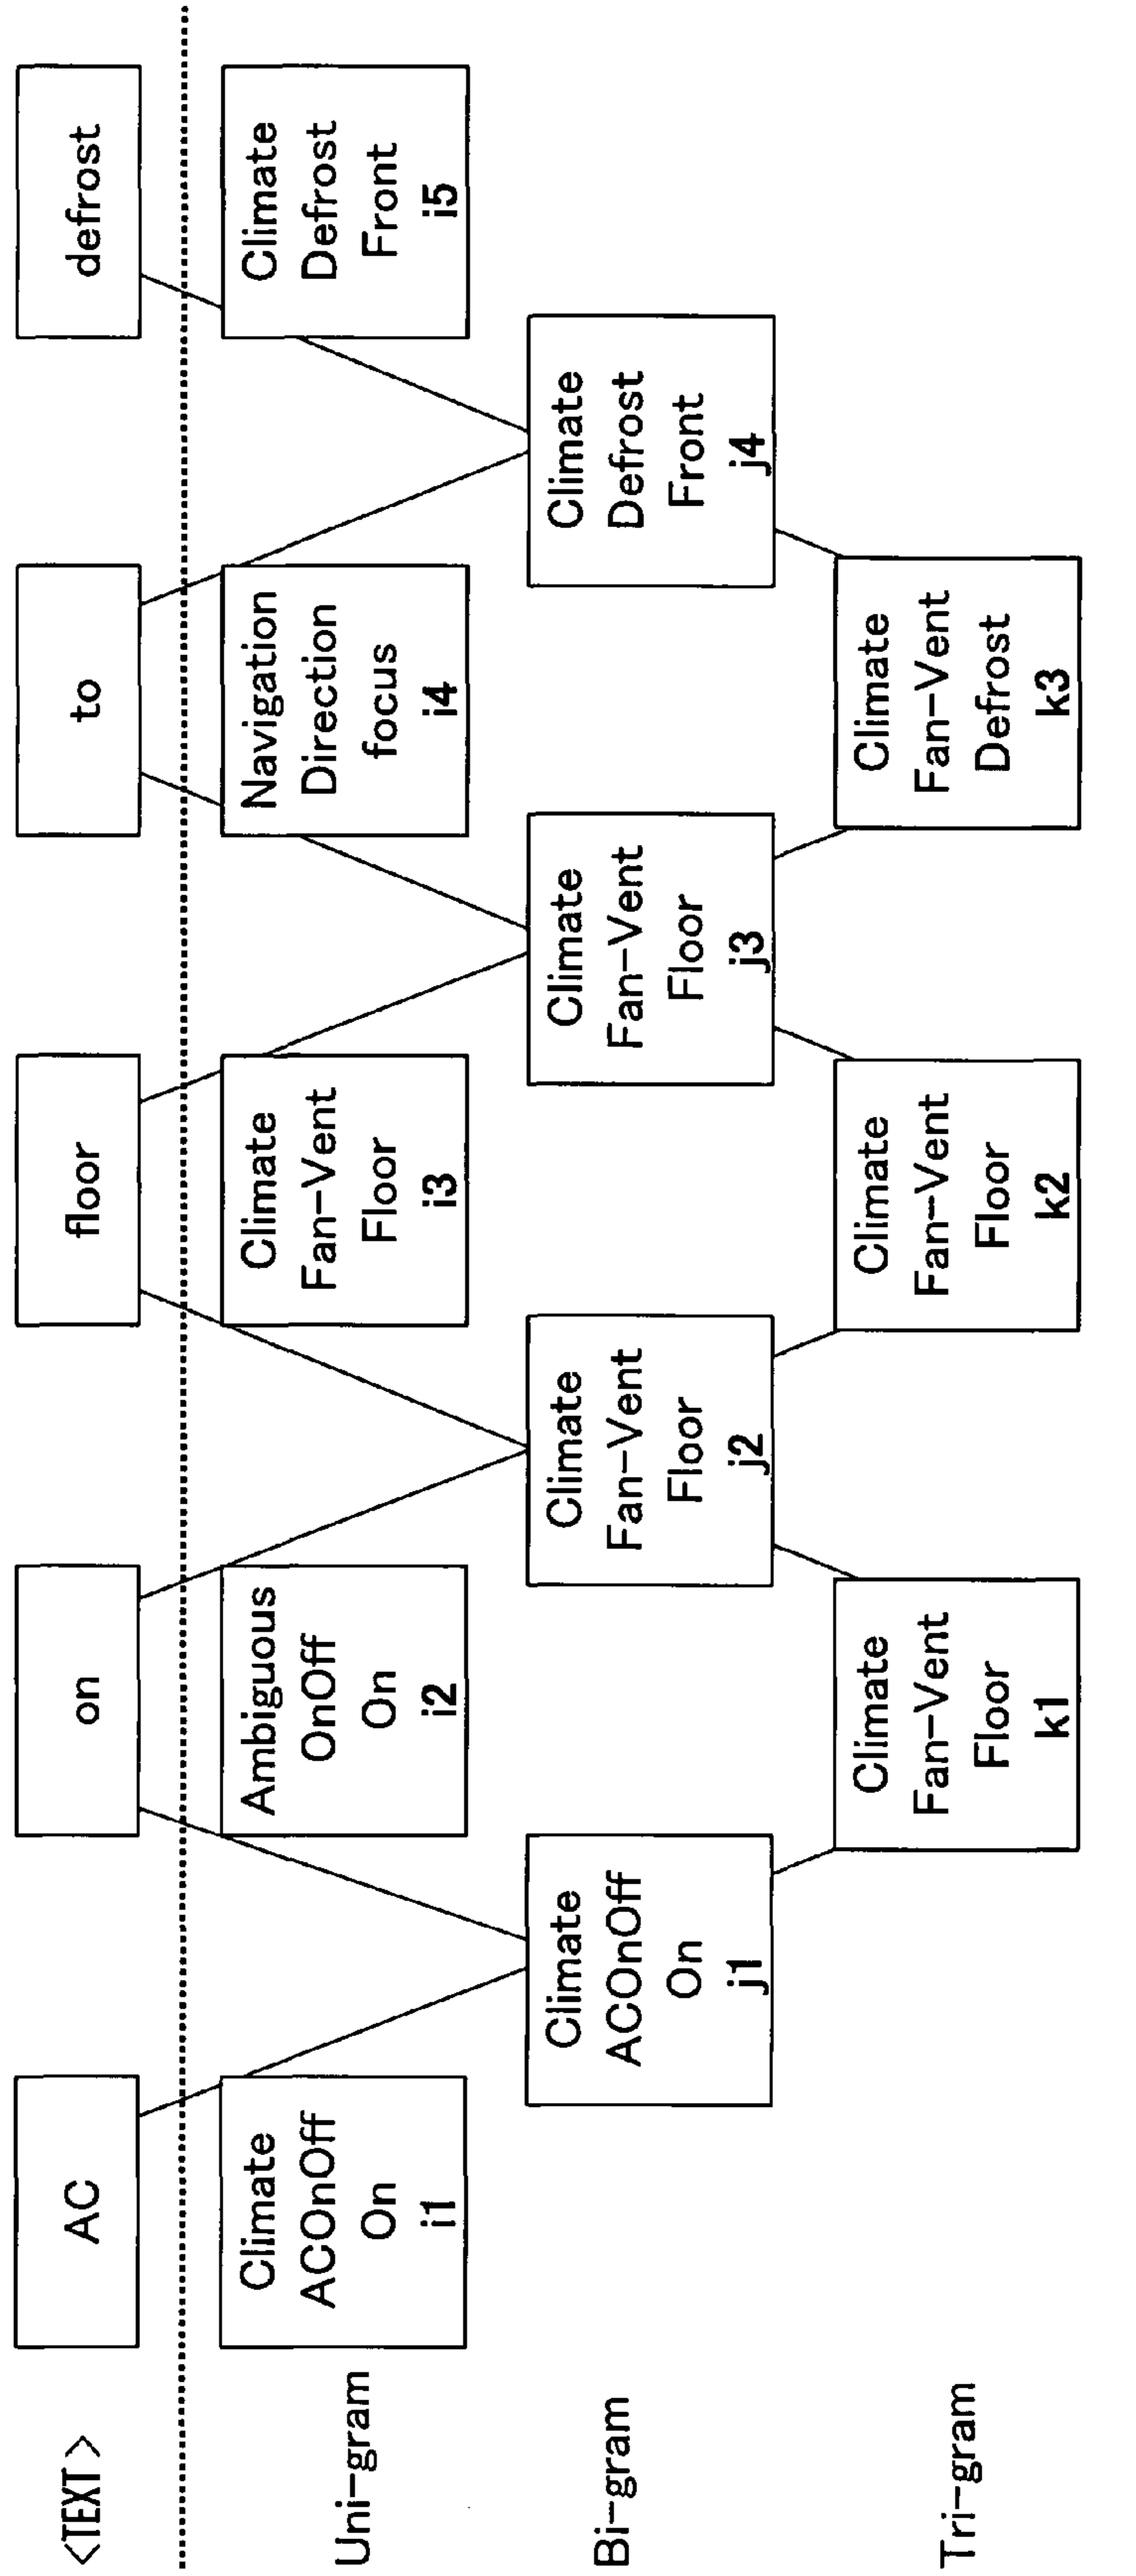 <TEXT>
AC
on
floor
to
defrost
Uni-gram
Climate
ACOnOff
On
i1
Ambiguous
OnOff
On
i2
Climate
Fan-Vent
Floor
i3
Navigation
Direction
focus
i4
Climate
Defrost
Front
i5
Bi-gram
Climate
ACOnOff
On
j1
Climate
Fan-Vent
Floor
j2
Climate
Fan-Vent
Floor
j3
Climate
Defrost
Front
j4
Tri-gram
Climate
Fan-Vent
Floor
k1
Climate
Fan-Vent
Floor
k2
Climate
Fan-Vent
Defrost
k3